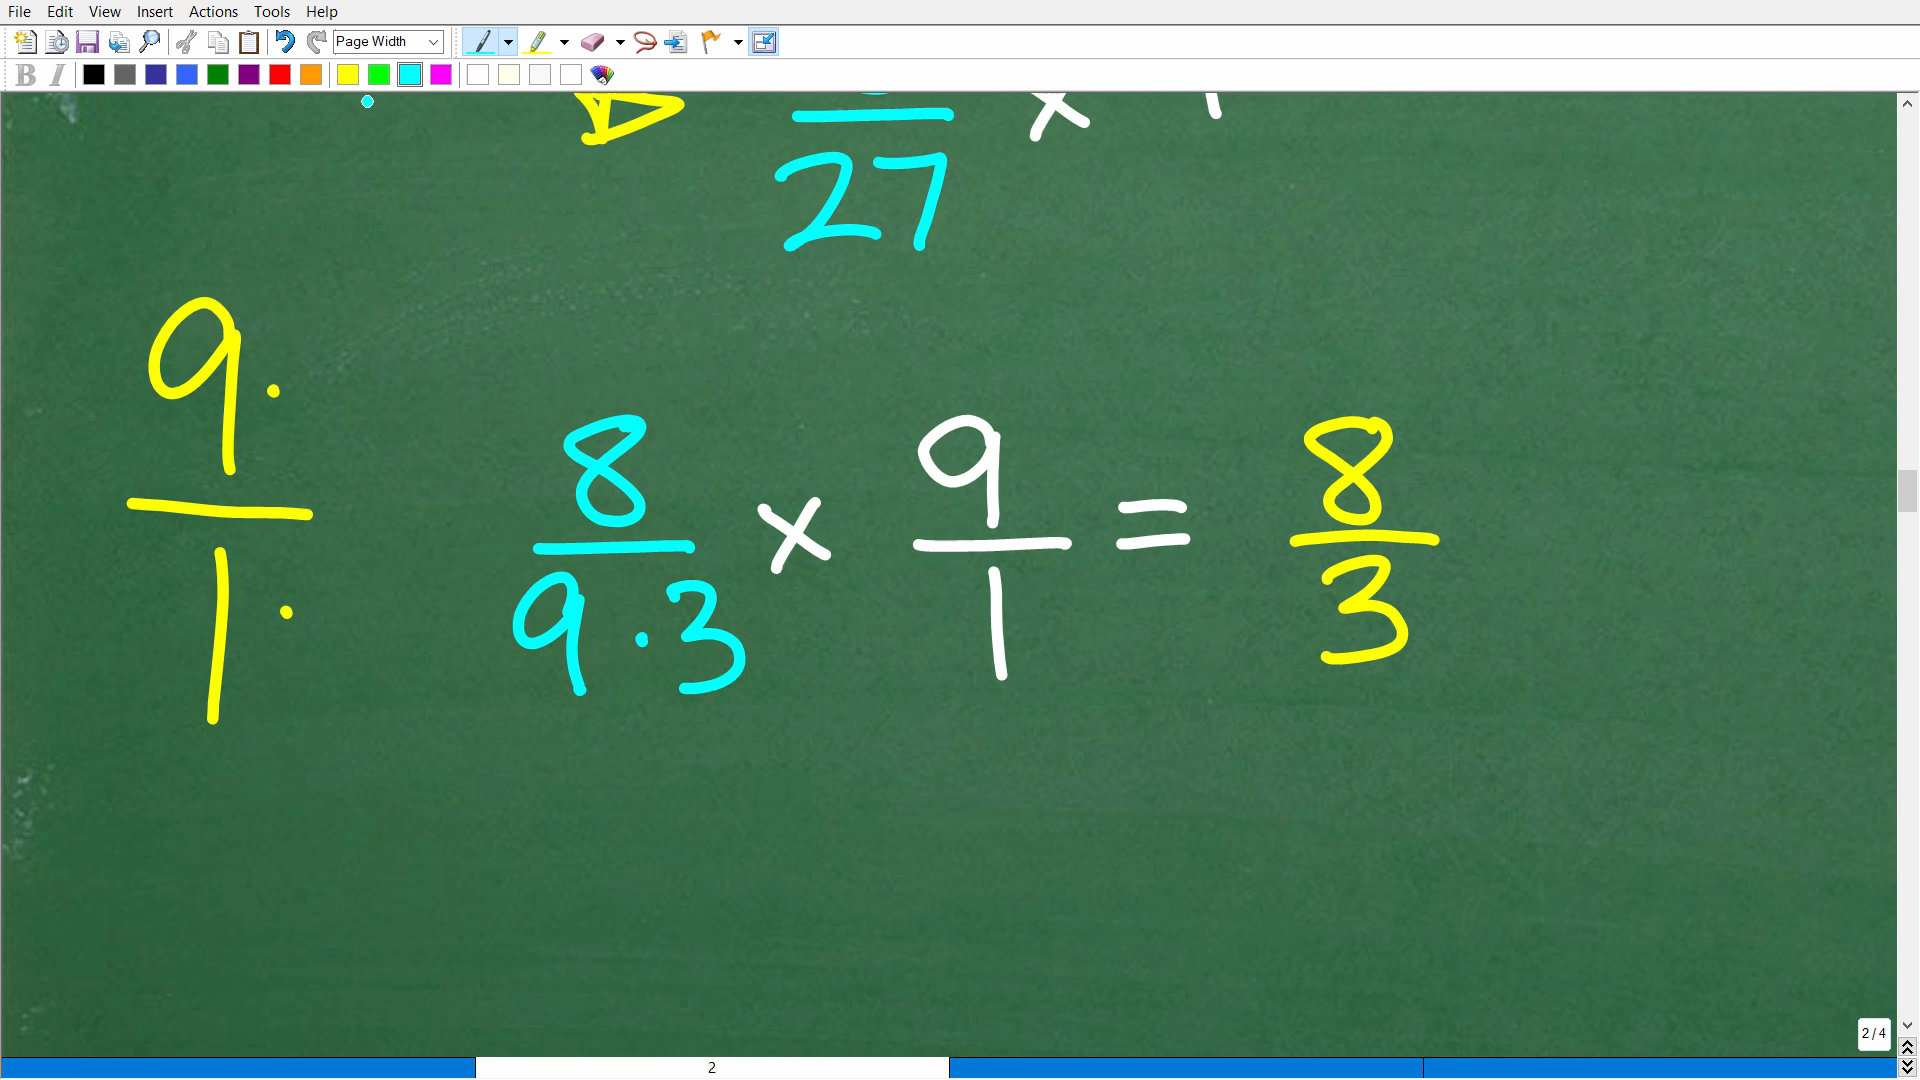 File Edit View Insert Actions Tools Help
Page Width
B I
27
9.
1.
8/9·3 × 9/1 = 8/3
2 / 4
2